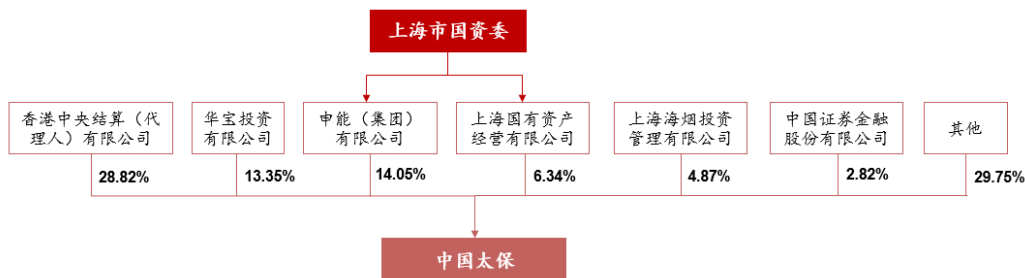 上海市国资委
香港中央结算（代
理人）有限公司
华宝投资
有限公司
申能（集团）
有限公司
上海国有资产
经营有限公司
上海海烟投资
管理有限公司
中国证券金融
股份有限公司
其他
28.82%
13.35%
14.05%
6.34%
4.87%
2.82%
29.75%
中国太保